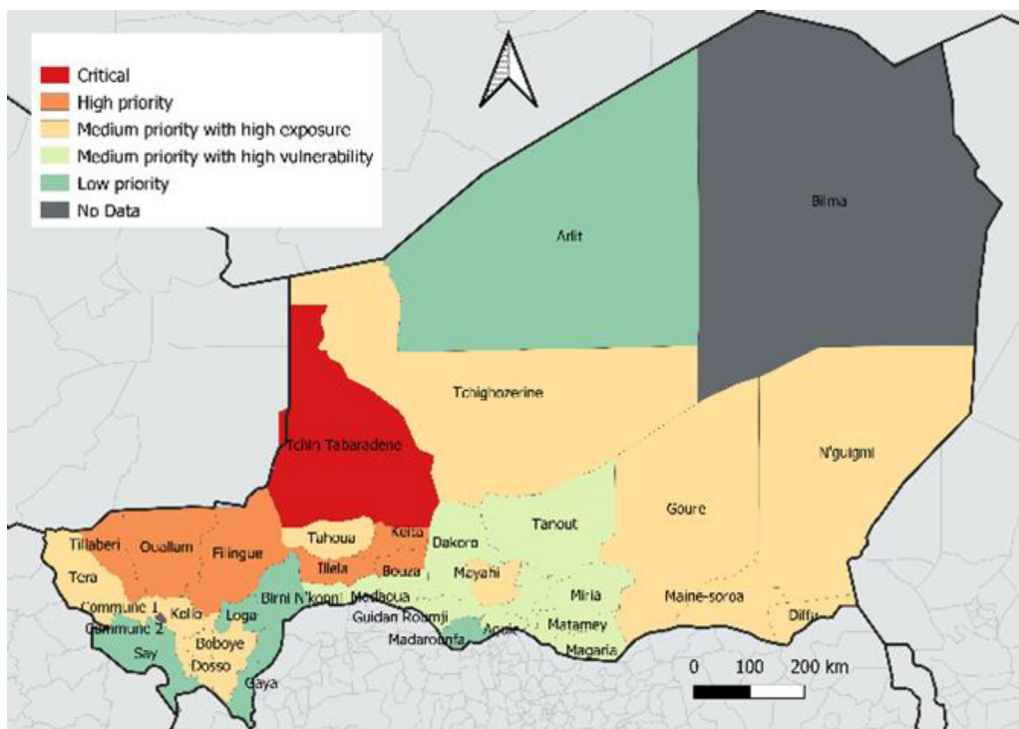 Critical
High priority
Medium priority with high exposure
Medium priority with high vulnerability
Low priority
No Data
Bilma
Arlit
Tchighozerine
Tchin Tabaradene
N'guigmi
Goure
Tanout
Tillaberi
Ouallum
Filingue
Tuhoua
Keita
Dakoro
Tera
Illela
Bouza
Mayahi
Birni N'konni
Madaoua
Miria
Maine-soroa
Diffa
Commune 1
Kollo
Loga
Guidan Roumji
Commune 2
Matamey
Madarounfa
Aguie
Boboye
Say
Magaria
Dosso
Gaya
0 100 200 km